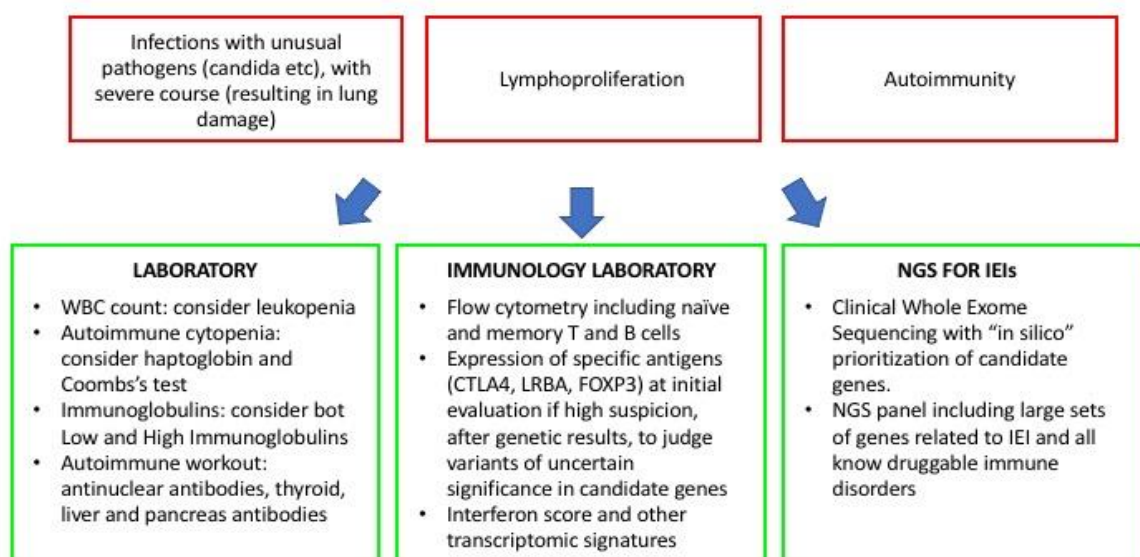 Infections with unusual
pathogens (candida etc), with
severe course (resulting in lung
damage)
Lymphoproliferation
Autoimmunity
LABORATORY
• WBC count: consider leukopenia
• Autoimmune cytopenia:
consider haptoglobin and
Coombs's test
• Immunoglobulins: consider bot
Low and High Immunoglobulins
• Autoimmune workout:
antinuclear antibodies, thyroid,
liver and pancreas antibodies
IMMUNOLOGY LABORATORY
• Flow cytometry including naïve
and memory T and B cells
• Expression of specific antigens
(CTLA4, LRBA, FOXP3) at initial
evaluation if high suspicion,
after genetic results, to judge
variants of uncertain
significance in candidate genes
• Interferon score and other
transcriptomic signatures
NGS FOR IEIs
• Clinical Whole Exome
Sequencing with “in silico”
prioritization of candidate
genes.
• NGS panel including large sets
of genes related to IEI and all
know druggable immune
disorders